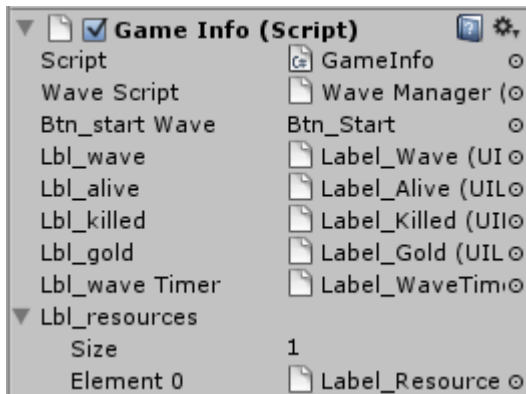 Game Info (Script)
Script GameInfo
Wave Script Wave Manager (
Btn_start Wave Btn_Start
Lbl_wave Label_Wave (UI
Lbl_alive Label_Alive (UIL
Lbl_killed Label_Killed (UI
Lbl_gold Label_Gold (UIL
Lbl_wave Timer Label_WaveTim
Lbl_resources
Size 1
Element 0 Label_Resource